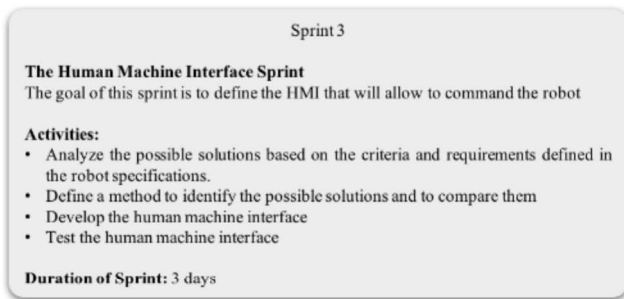 Sprint 3
The Human Machine Interface Sprint
The goal of this sprint is to define the HMI that will allow to command the robot
Activities:
• Analyze the possible solutions based on the criteria and requirements defined in
the robot specifications.
• Define a method to identify the possible solutions and to compare them
• Develop the human machine interface
• Test the human machine interface
Duration of Sprint: 3 days